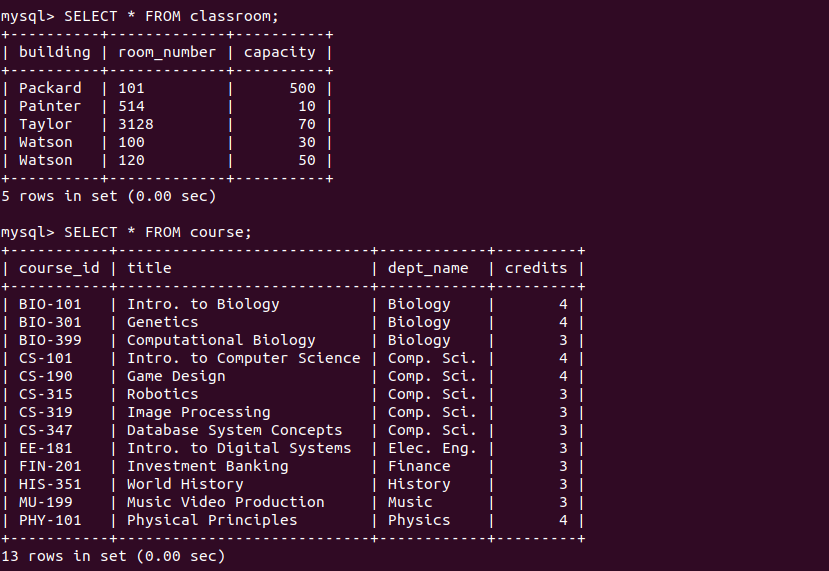 mysql> SELECT * FROM classroom;
+----------+-------------+----------+
| building | room_number | capacity |
+----------+-------------+----------+
| Packard  | 101         |      500 |
| Painter  | 514         |       10 |
| Taylor   | 3128        |       70 |
| Watson   | 100         |       30 |
| Watson   | 120         |       50 |
+----------+-------------+----------+
5 rows in set (0.00 sec)

mysql> SELECT * FROM course;
+-----------+----------------------------+------------+---------+
| course_id | title                      | dept_name  | credits |
+-----------+----------------------------+------------+---------+
| BIO-101   | Intro. to Biology          | Biology    |       4 |
| BIO-301   | Genetics                   | Biology    |       4 |
| BIO-399   | Computational Biology      | Biology    |       3 |
| CS-101    | Intro. to Computer Science | Comp. Sci. |       4 |
| CS-190    | Game Design                | Comp. Sci. |       4 |
| CS-315    | Robotics                   | Comp. Sci. |       3 |
| CS-319    | Image Processing           | Comp. Sci. |       3 |
| CS-347    | Database System Concepts   | Comp. Sci. |       3 |
| EE-181    | Intro. to Digital Systems  | Elec. Eng. |       3 |
| FIN-201   | Investment Banking         | Finance    |       3 |
| HIS-351   | World History              | History    |       3 |
| MU-199    | Music Video Production     | Music      |       3 |
| PHY-101   | Physical Principles        | Physics    |       4 |
+-----------+----------------------------+------------+---------+
13 rows in set (0.00 sec)